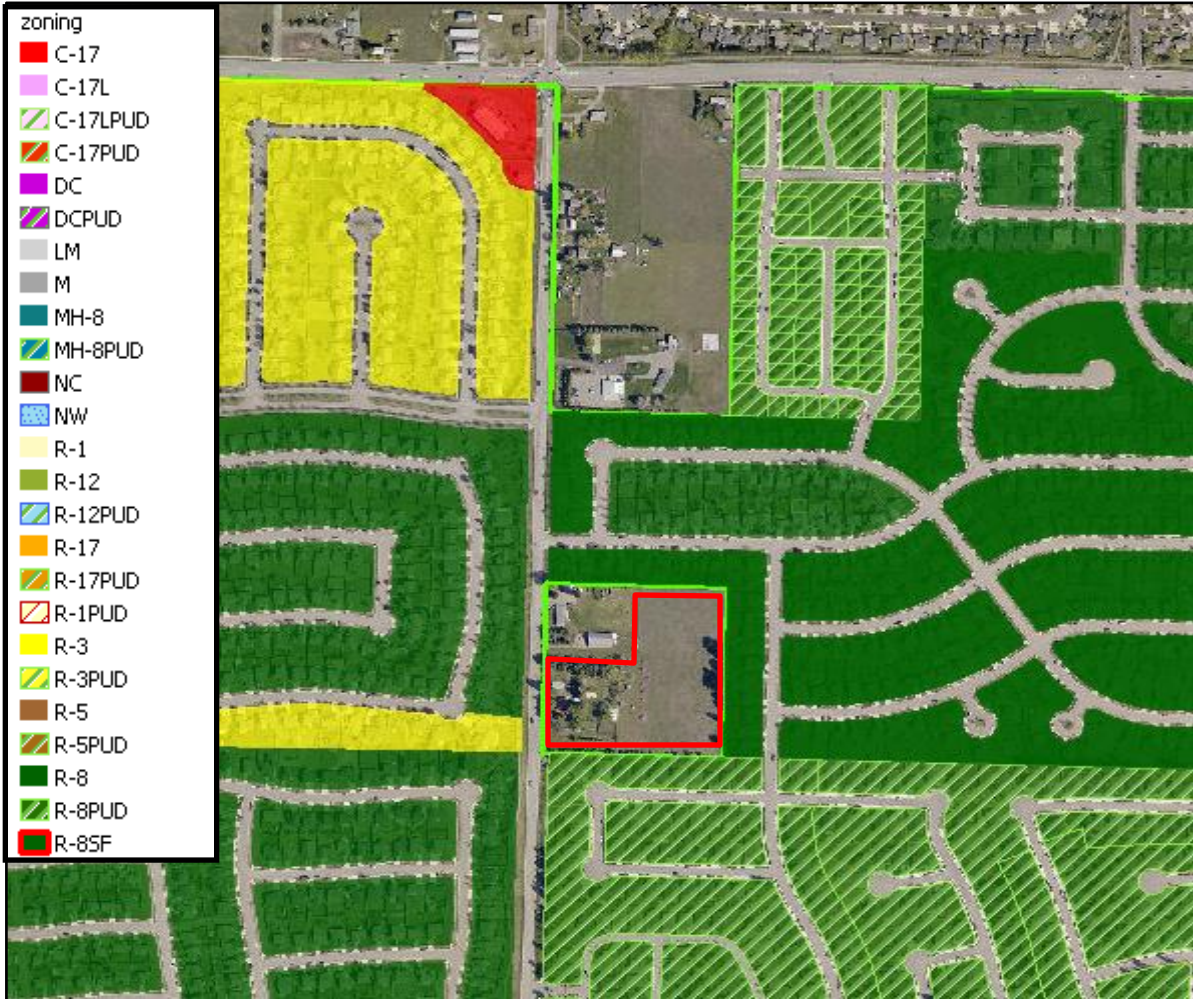 zoning
C-17
C-17L
C-17LPUD
C-17PUD
DC
DCPUD
LM
M
MH-8
MH-8PUD
NC
NW
R-1
R-12
R-12PUD
R-17
R-17PUD
R-1PUD
R-3
R-3PUD
R-5
R-5PUD
R-8
R-8PUD
R-8SF